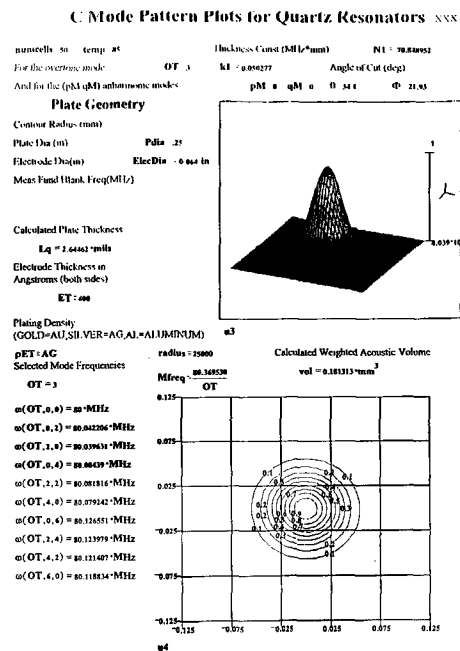 C Mode Pattern Plots for Quartz Resonators xxx
numcells 50 temp 85 Thickness Const (MHz*mm) N1 = 70.848952
For the overtone mode OT 3 k1 = 0.050277 Angle of Cut (deg)
And for the (pM qM) anharmonic modes pM 0 qM 0 Θ 34.1 Φ 21.93
Plate Geometry
Contour Radius (mm)
Plate Dia (in) Pdia .25
Electrode Dia(in) ElecDia 0.064 in
Meas Fund Blank Freq(MHz)
1
Calculated Plate Thickness
Lq = 2.64462 *mils
Electrode Thickness in
Angstroms (both sides)
ET = 600
Plating Density
(GOLD=AU,SILVER=AG,AL=ALUMINUM) u3
ρET = AG radius = 25000 Calculated Weighted Acoustic Volume
Selected Mode Frequencies
Mfreq = 80.369530 / OT vol = 0.181313 *mm³
OT = 3
ω(OT,0,0) = 80 *MHz
ω(OT,0,2) = 80.042206 *MHz
ω(OT,2,0) = 80.039631 *MHz
ω(OT,0,4) = 80.08439 *MHz
ω(OT,2,2) = 80.081816 *MHz
ω(OT,4,0) = 80.079242 *MHz
ω(OT,0,6) = 80.126551 *MHz
ω(OT,2,4) = 80.123979 *MHz
ω(OT,4,2) = 80.121407 *MHz
ω(OT,6,0) = 80.118834 *MHz
0.125
0.075
0.025
-0.025
-0.075
-0.125
-0.125 -0.075 -0.025 0.025 0.075 0.125
u4